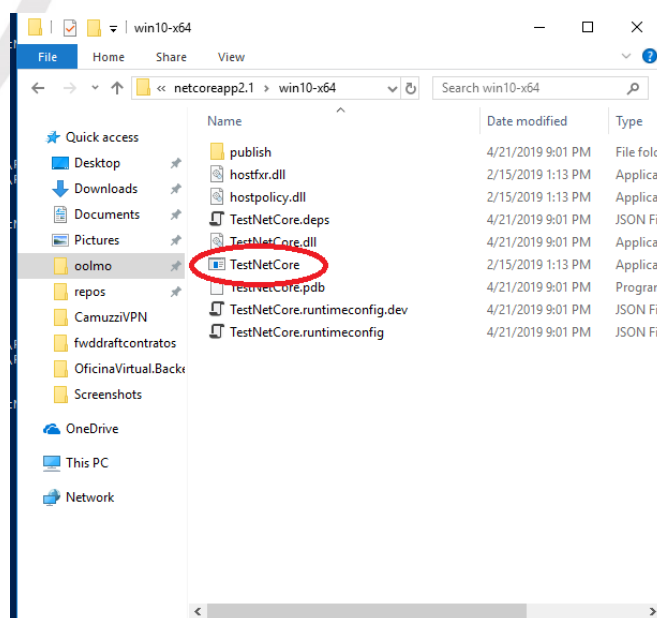 win10-x64
File Home Share View
« netcoreapp2.1 > win10-x64 Search win10-x64
Name Date modified Type
Quick access
Desktop
Downloads
Documents
Pictures
oolmo
repos
CamuzziVPN
fwddraftcontratos
OficinaVirtual.Backe
Screenshots
OneDrive
This PC
Network
publish 4/21/2019 9:01 PM File fold
hostfxr.dll 2/15/2019 1:13 PM Applica
hostpolicy.dll 2/15/2019 1:13 PM Applica
TestNetCore.deps 4/21/2019 9:01 PM JSON Fi
TestNetCore.dll 4/21/2019 9:01 PM Applica
TestNetCore 2/15/2019 1:13 PM Applica
TestNetCore.pdb 4/21/2019 9:01 PM Program
TestNetCore.runtimeconfig.dev 4/21/2019 9:01 PM JSON Fi
TestNetCore.runtimeconfig 4/21/2019 9:01 PM JSON Fi